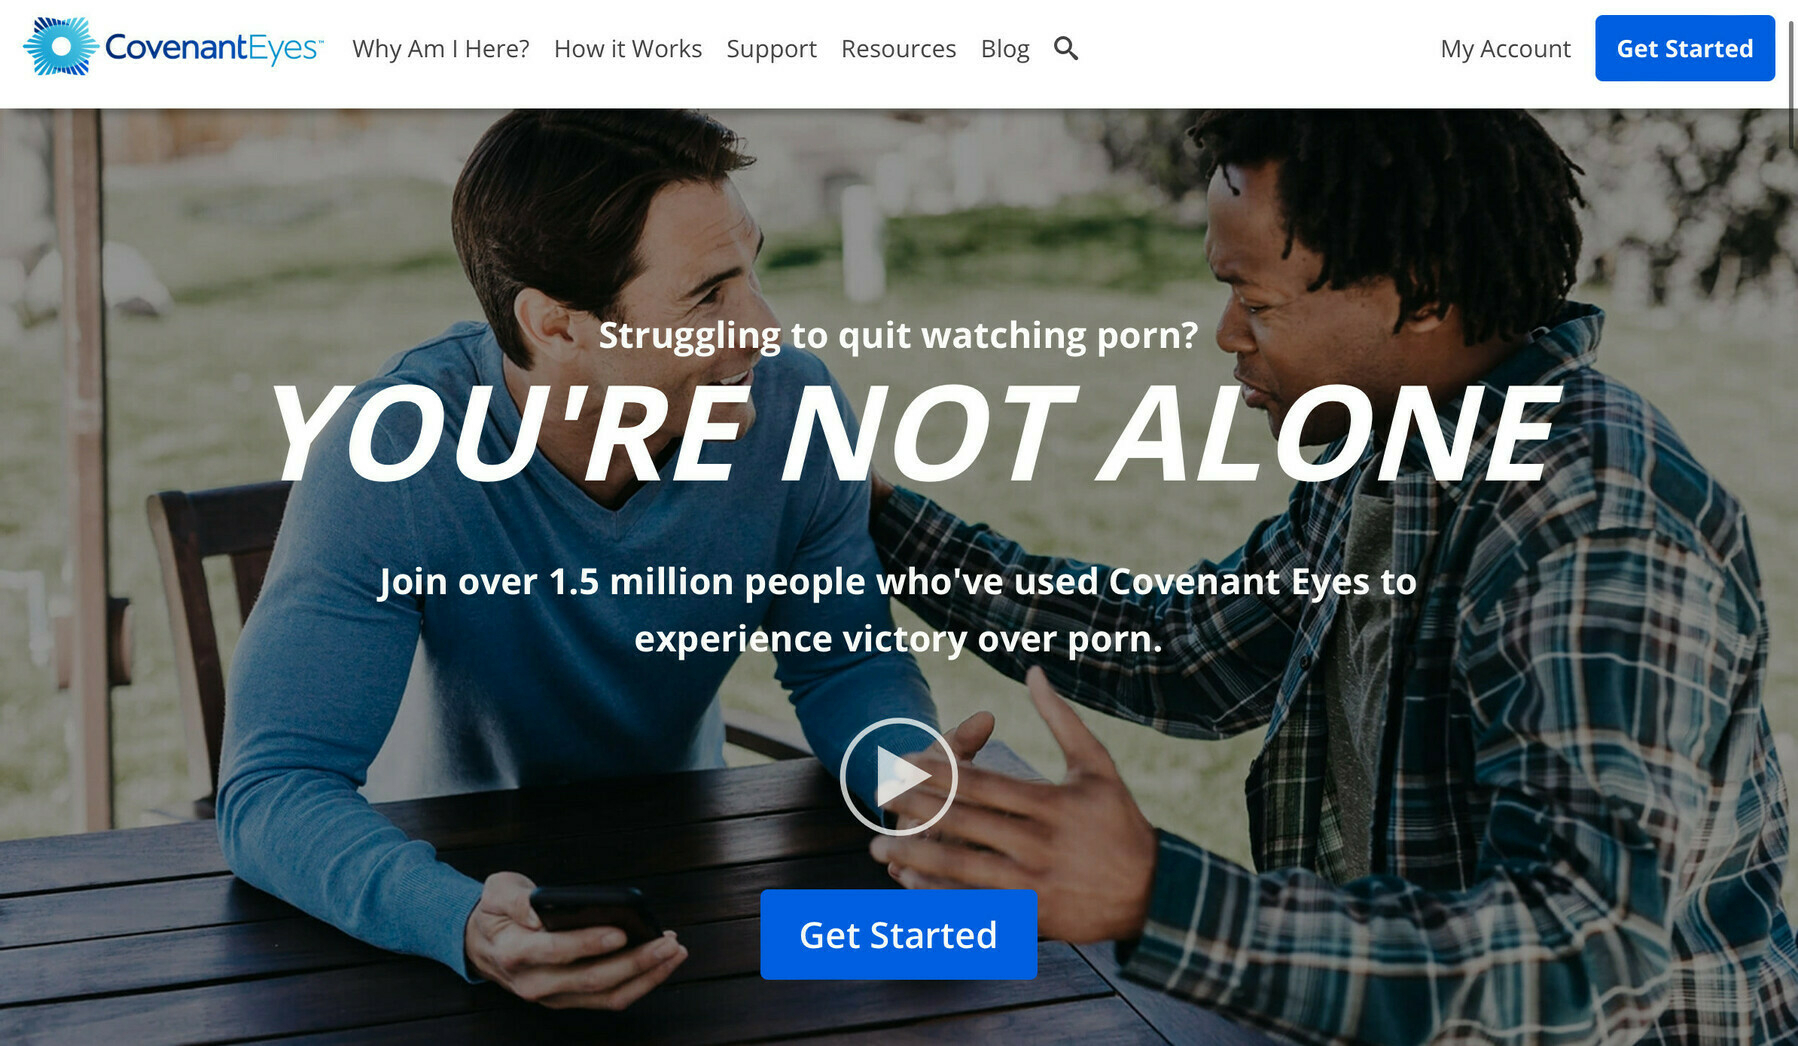 CovenantEyes™ Why Am I Here? How it Works Support Resources Blog My Account Get Started
Struggling to quit watching porn?
YOU'RE NOT ALONE
Join over 1.5 million people who've used Covenant Eyes to
experience victory over porn.
Get Started